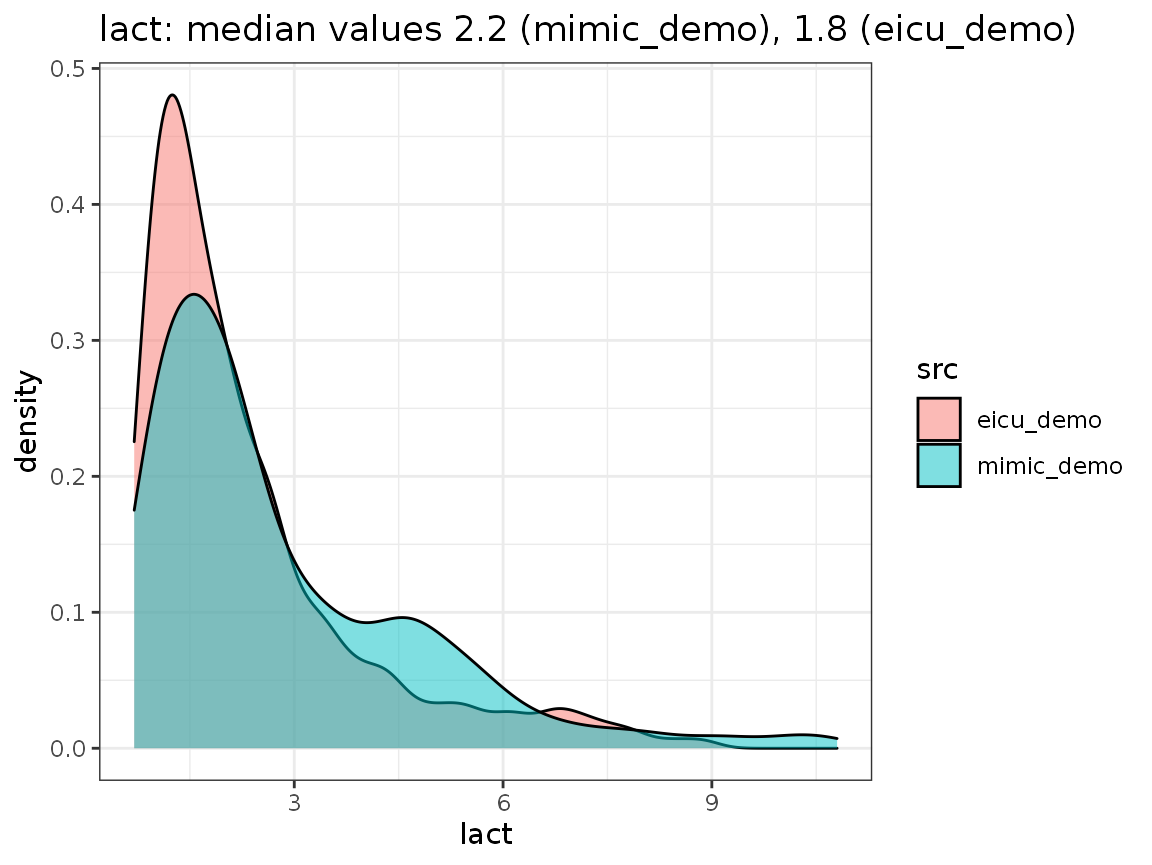 lact: median values 2.2 (mimic_demo), 1.8 (eicu_demo)
0.5
0.4
0.3
0.2
0.1
0.0
density
3 6 9
lact
src
eicu_demo
mimic_demo